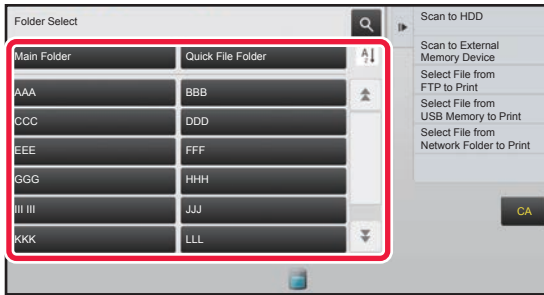 Folder Select
Main Folder
Quick File Folder
AAA
BBB
CCC
DDD
EEE
FFF
GGG
HHH
III III
JJJ
KKK
LLL
Scan to HDD
Scan to External
Memory Device
Select File from
FTP to Print
Select File from
USB Memory to Print
Select File from
Network Folder to Print
CA